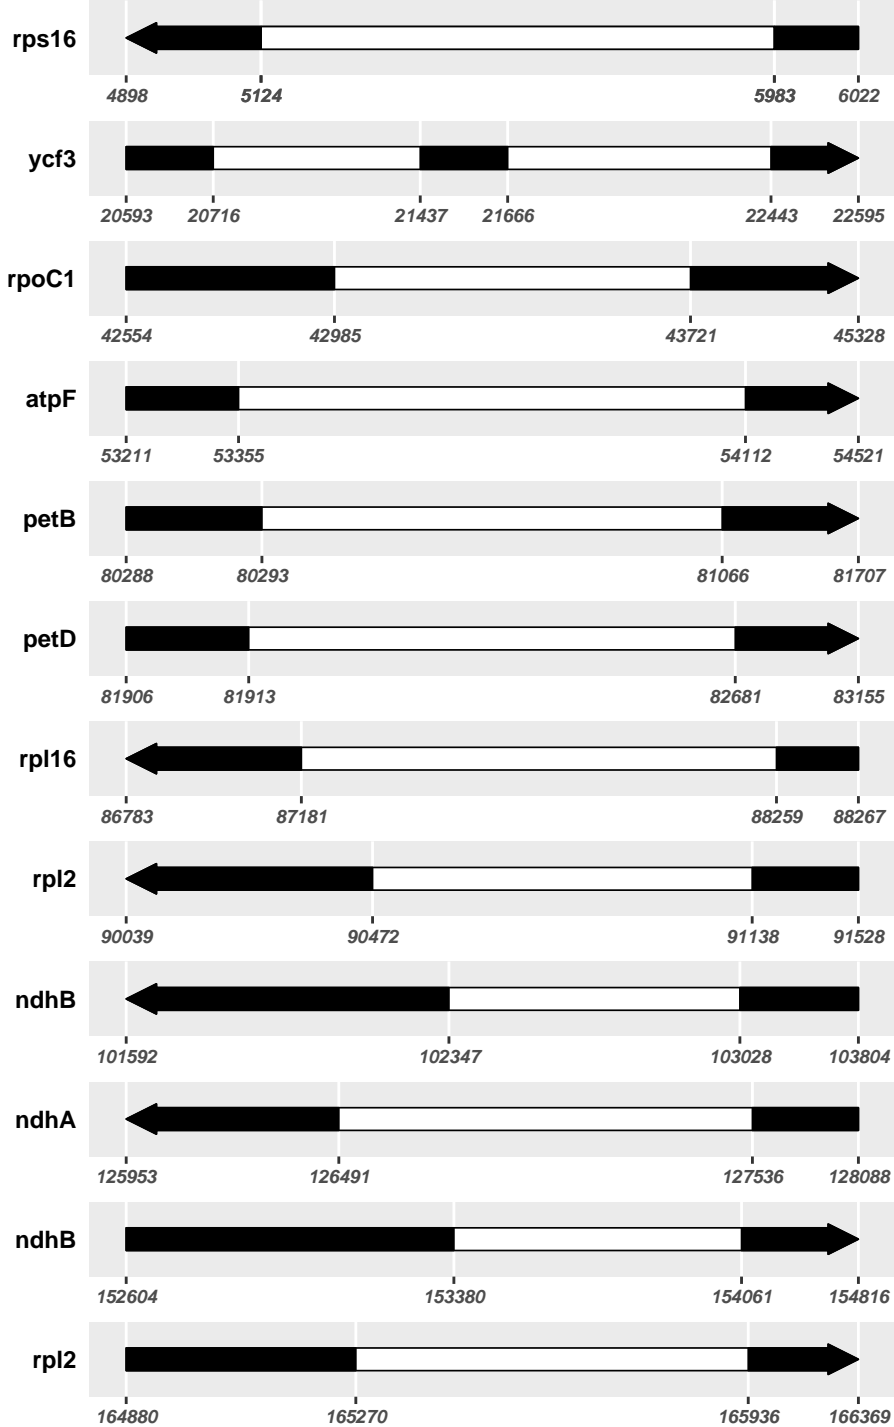 rps16
4898 5124 5983 6022
ycf3
20593 20716 21437 21666 22443 22595
rpoC1
42554 42985 43721 45328
atpF
53211 53355 54112 54521
petB
80288 80293 81066 81707
petD
81906 81913 82681 83155
rpl16
86783 87181 88259 88267
rpl2
90039 90472 91138 91528
ndhB
101592 102347 103028 103804
ndhA
125953 126491 127536 128088
ndhB
152604 153380 154061 154816
rpl2
164880 165270 165936 166369